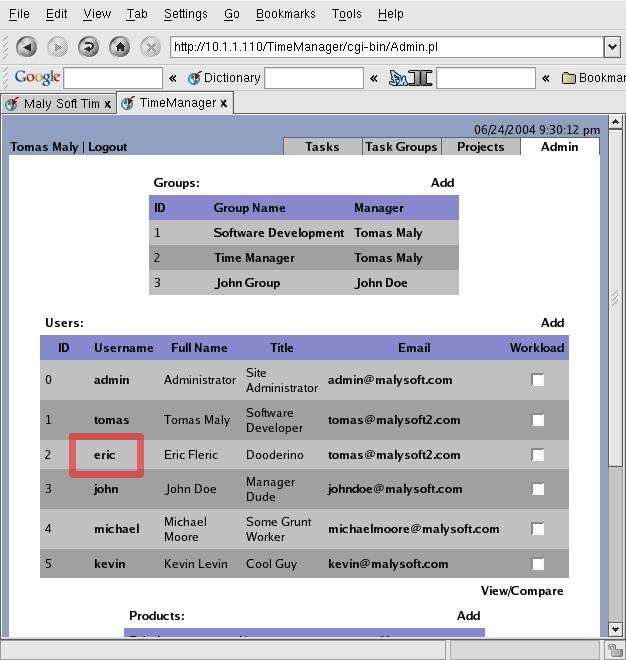 File Edit View Tab Settings Go Bookmarks Tools Help
http://10.1.1.110/TimeManager/cgi-bin/Admin.pl
Google « Dictionary « « Bookmar
Maly Soft Tim x TimeManager x
06/24/2004 9:30:12 pm
Tomas Maly | Logout Tasks Task Groups Projects Admin
Groups: Add
ID Group Name Manager
1 Software Development Tomas Maly
2 Time Manager Tomas Maly
3 John Group John Doe
Users: Add
ID Username Full Name Title Email Workload
0 admin Administrator Site Administrator admin@malysoft.com
1 tomas Tomas Maly Software Developer tomas@malysoft2.com
2 eric Eric Fleric Dooderino tomas@malysoft2.com
3 john John Doe Manager Dude johndoe@malysoft.com
4 michael Michael Moore Some Grunt Worker michaelmoore@malysoft.com
5 kevin Kevin Levin Cool Guy kevin@malysoft.com
View/Compare
Products: Add